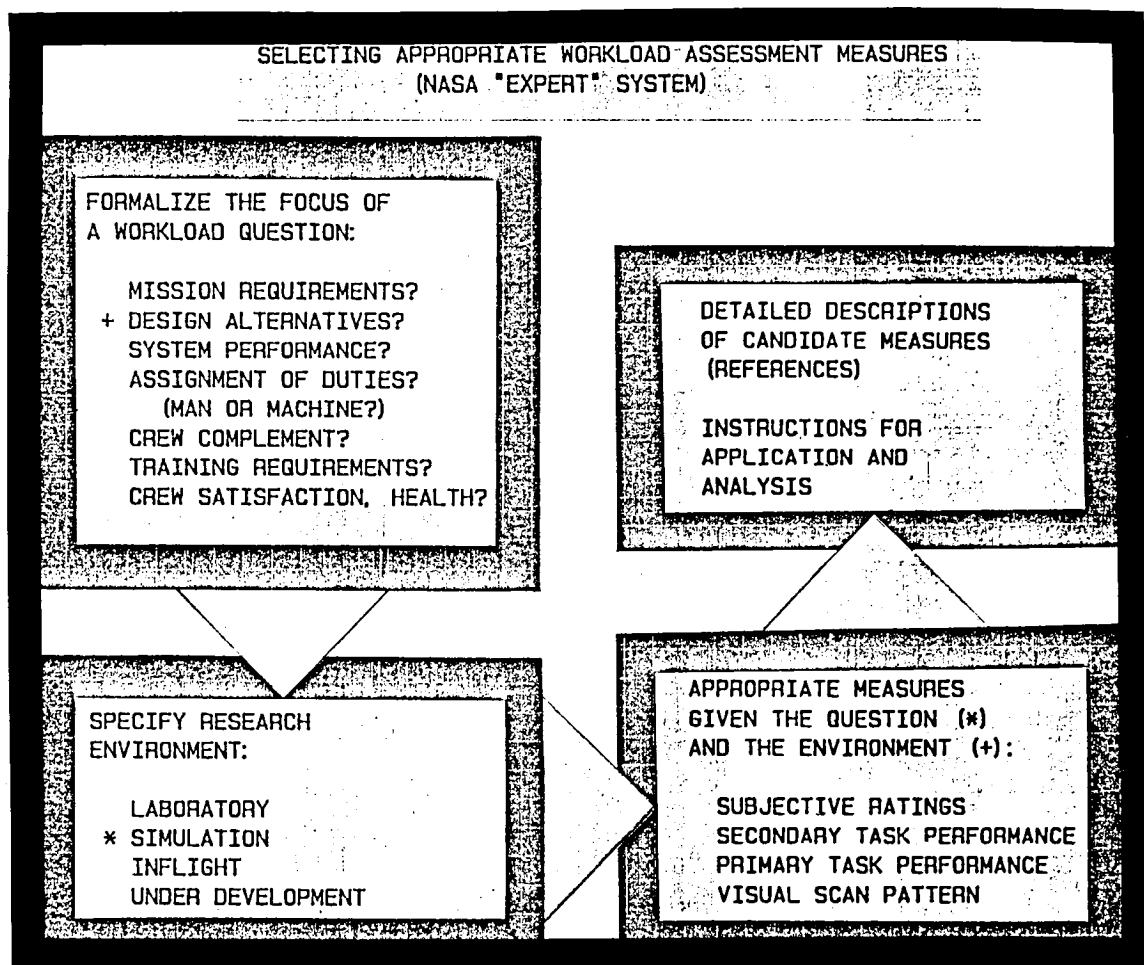 SELECTING APPROPRIATE WORKLOAD ASSESSMENT MEASURES
(NASA "EXPERT" SYSTEM)
FORMALIZE THE FOCUS OF
A WORKLOAD QUESTION:
MISSION REQUIREMENTS?
+ DESIGN ALTERNATIVES?
SYSTEM PERFORMANCE?
ASSIGNMENT OF DUTIES?
(MAN OR MACHINE?)
CREW COMPLEMENT?
TRAINING REQUIREMENTS?
CREW SATISFACTION, HEALTH?
SPECIFY RESEARCH
ENVIRONMENT:
LABORATORY
* SIMULATION
INFLIGHT
UNDER DEVELOPMENT
APPROPRIATE MEASURES
GIVEN THE QUESTION (*)
AND THE ENVIRONMENT (+):
SUBJECTIVE RATINGS
SECONDARY TASK PERFORMANCE
PRIMARY TASK PERFORMANCE
VISUAL SCAN PATTERN
DETAILED DESCRIPTIONS
OF CANDIDATE MEASURES
(REFERENCES)
INSTRUCTIONS FOR
APPLICATION AND
ANALYSIS